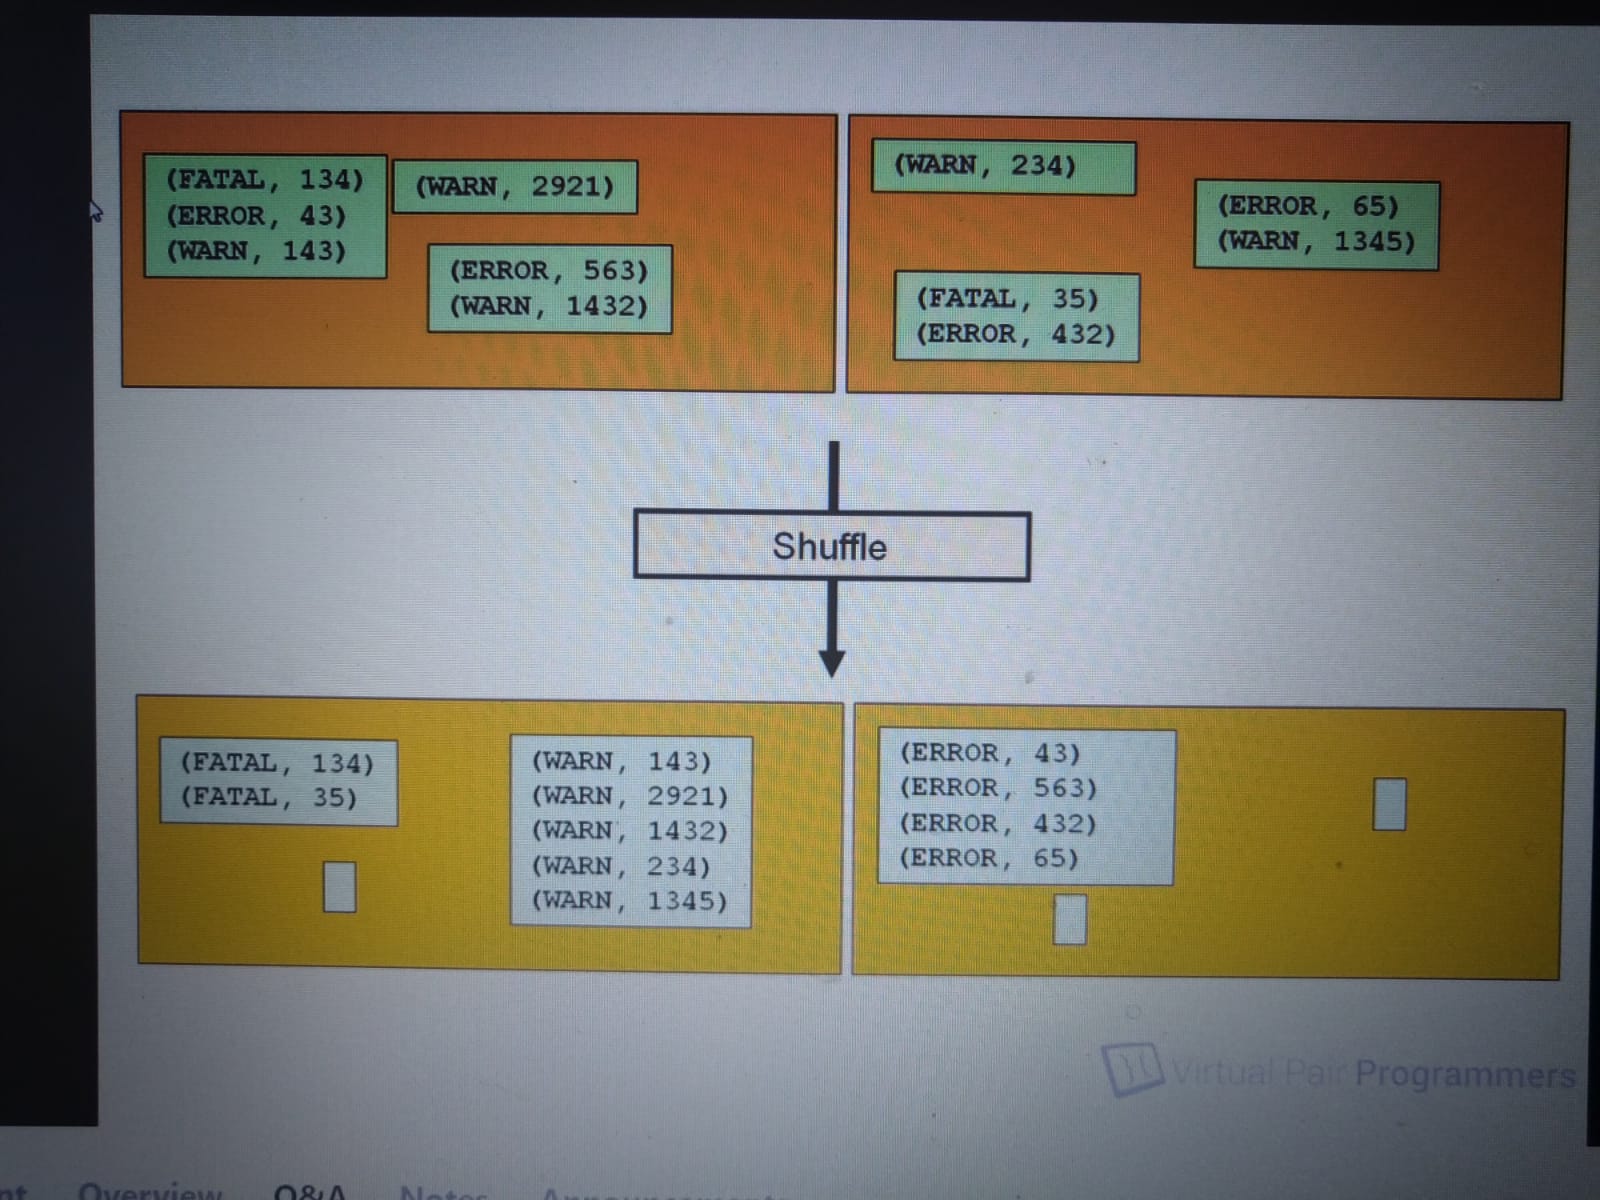 (FATAL, 134)
(ERROR, 43)
(WARN, 143)
(WARN, 2921)
(ERROR, 563)
(WARN, 1432)
(WARN, 234)
(ERROR, 65)
(WARN, 1345)
(FATAL, 35)
(ERROR, 432)
Shuffle
(FATAL, 134)
(FATAL, 35)
(WARN, 143)
(WARN, 2921)
(WARN, 1432)
(WARN, 234)
(WARN, 1345)
(ERROR, 43)
(ERROR, 563)
(ERROR, 432)
(ERROR, 65)
Virtual Pair Programmers
Overview Q&A Notes